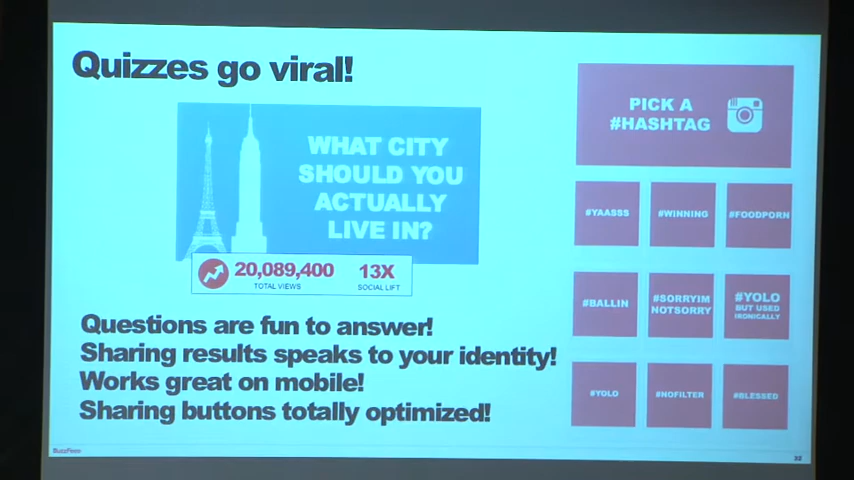 Quizzes go viral!
WHAT CITY
SHOULD YOU
ACTUALLY
LIVE IN?
20,089,400
TOTAL VIEWS
13X
SOCIAL LIFT
Questions are fun to answer!
Sharing results speaks to your identity!
Works great on mobile!
Sharing buttons totally optimized!
PICK A
#HASHTAG
#YAASSS
#WINNING
#FOODPORN
#BALLIN
#SORRYIM
NOTSORRY
#YOLO
BUT USED
IRONICALLY
#YOLO
#NOFILTER
#BLESSED
BuzzFeed
32